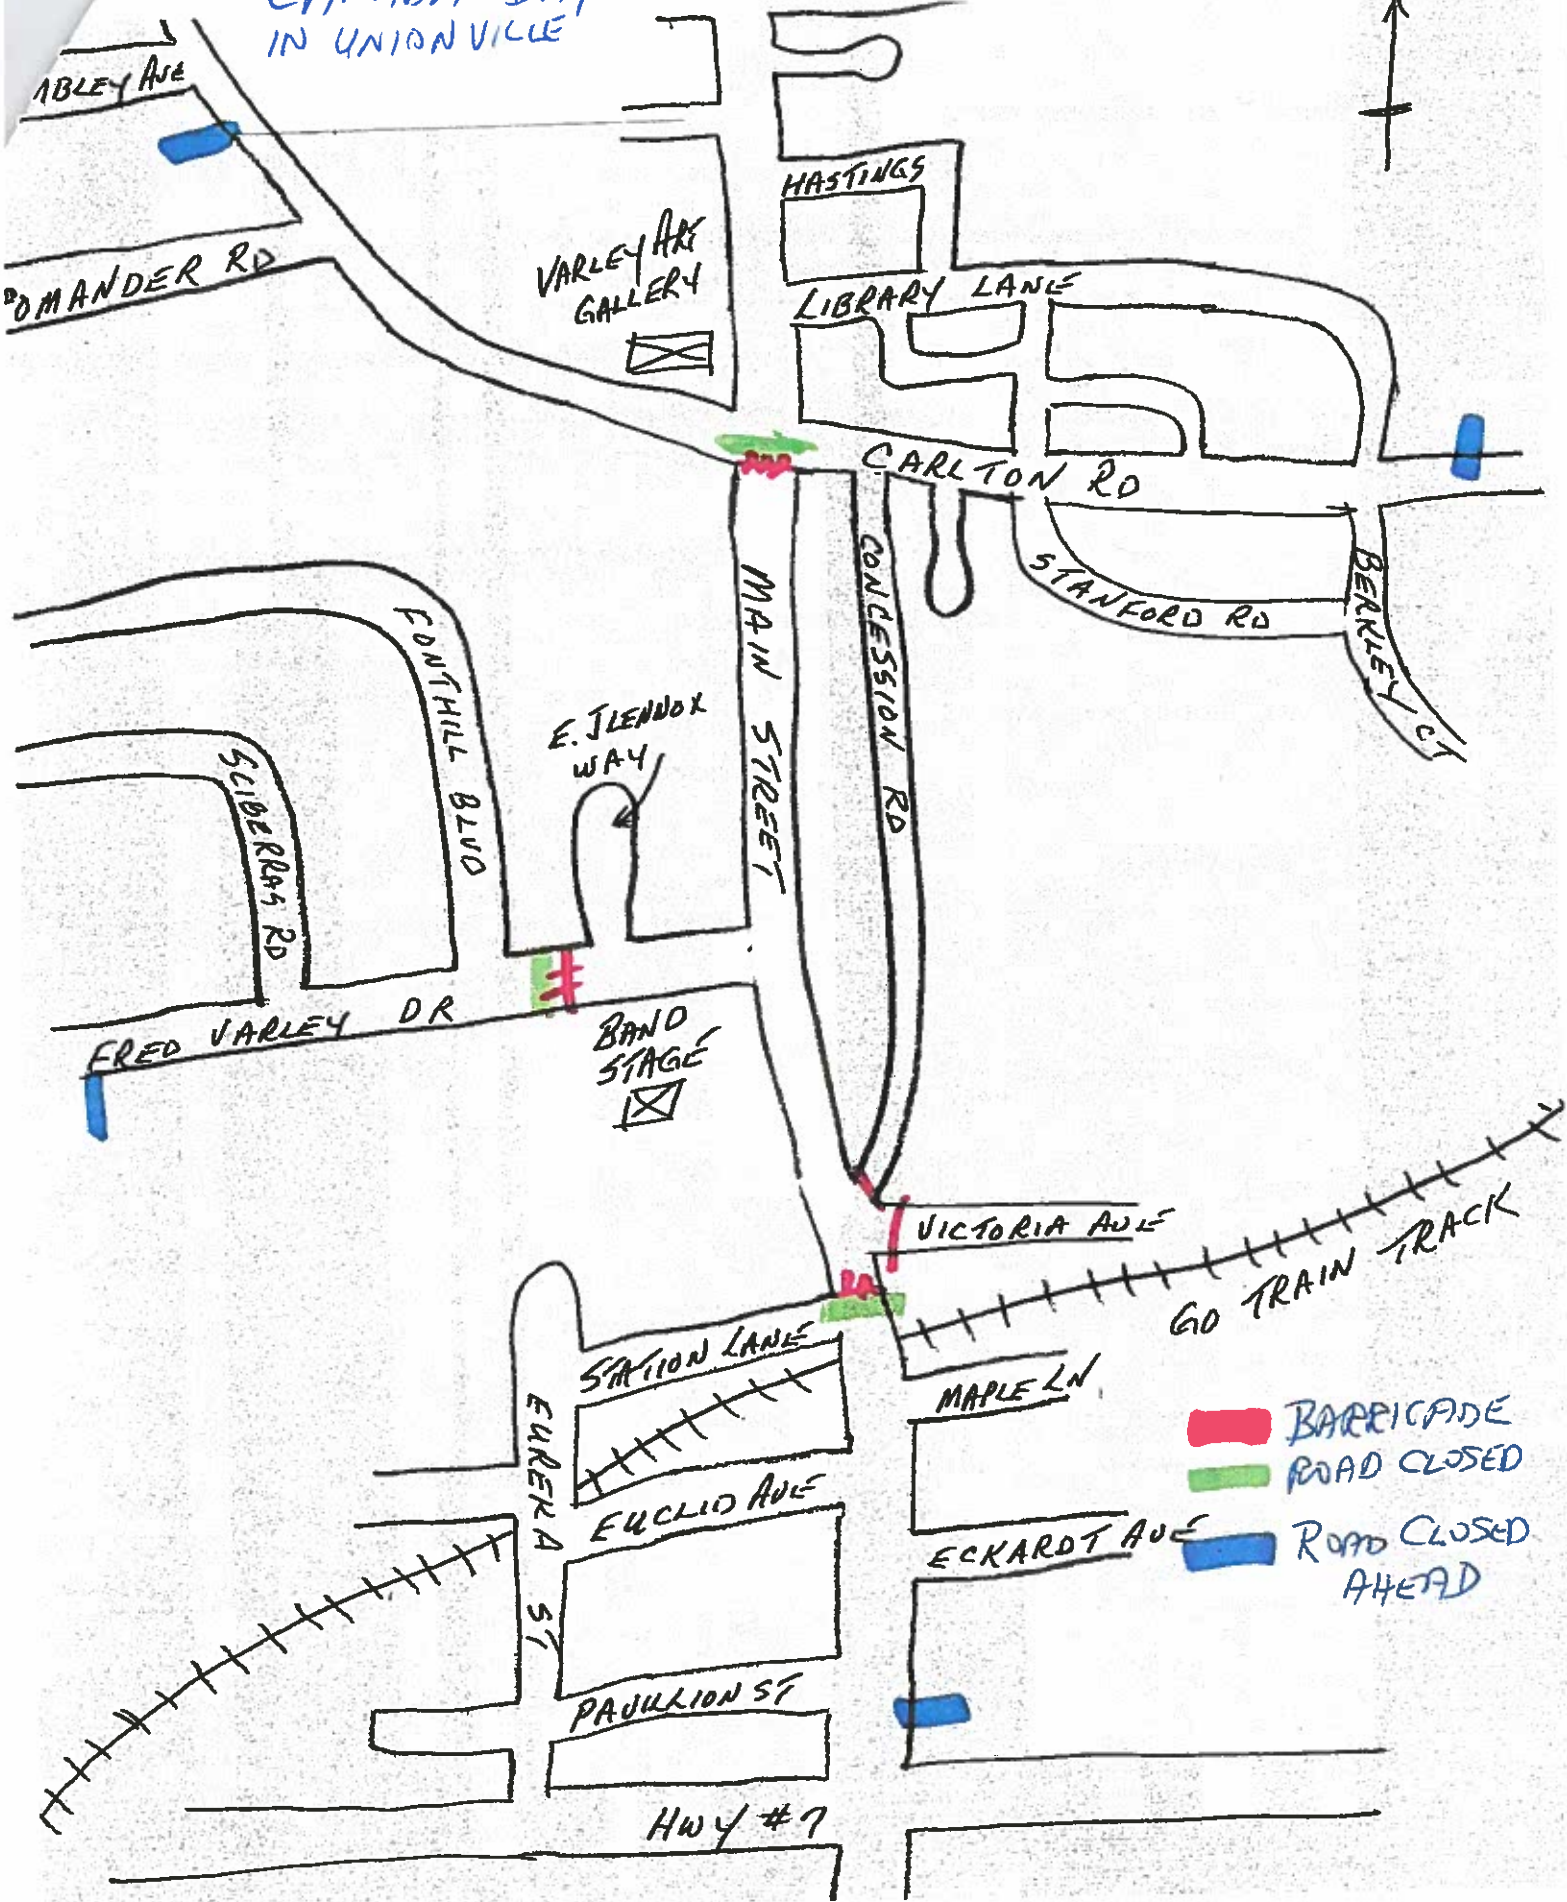 IN UNIONVILLE
AVE
HASTINGS
VARLEY ART
GALLERY
OMANDER RD
LIBRARY LANE
CARLTON RD
CONCESSION RD
STANFORD RD
BERKLEY CT
MAIN STREET
FONTHILL BLVD
E. J LENNOX
WAY
SCIBERRAS RD
FRED VARLEY DR
BAND
STAGE
VICTORIA AVE
GO TRAIN TRACK
STATION LANE
MAPLE LN
EUREKA ST
EUCLID AVE
ECKARDT AVE
BARRICADE
ROAD CLOSED
ROAD CLOSED
AHEAD
PAVILLION ST
HWY #7